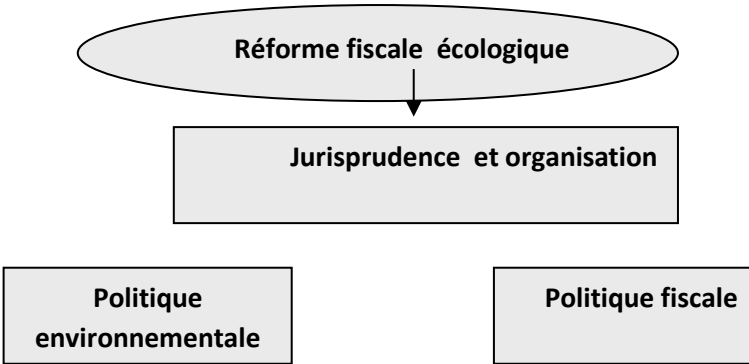 Réforme fiscale écologique
Jurisprudence et organisation
Politique
environnementale
Politique fiscale